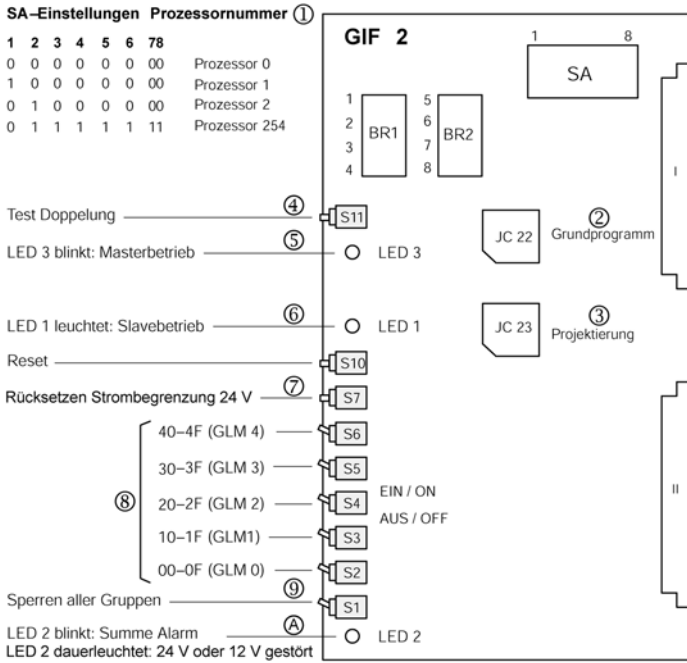 SA–Einstellungen Prozessornummer ①
1 2 3 4 5 6 78
0 0 0 0 0 0 00 Prozessor 0
1 0 0 0 0 0 00 Prozessor 1
0 1 0 0 0 0 00 Prozessor 2
0 1 1 1 1 1 11 Prozessor 254
GIF 2
1 8
SA
1 2 3 4
BR1
5 6 7 8
BR2
I
Test Doppelung ④ S11
LED 3 blinkt: Masterbetrieb ⑤ LED 3
JC 22
② Grundprogramm
LED 1 leuchtet: Slavebetrieb ⑥ LED 1
JC 23
③ Projektierung
Reset S10
Rücksetzen Strombegrenzung 24 V ⑦ S7
⑧
40–4F (GLM 4) S6
30–3F (GLM 3) S5
20–2F (GLM 2) S4
10–1F (GLM1) S3
00–0F (GLM 0) S2
EIN / ON
AUS / OFF
II
Sperren aller Gruppen ⑨ S1
LED 2 blinkt: Summe Alarm Ⓐ LED 2
LED 2 dauerleuchtet: 24 V oder 12 V gestört